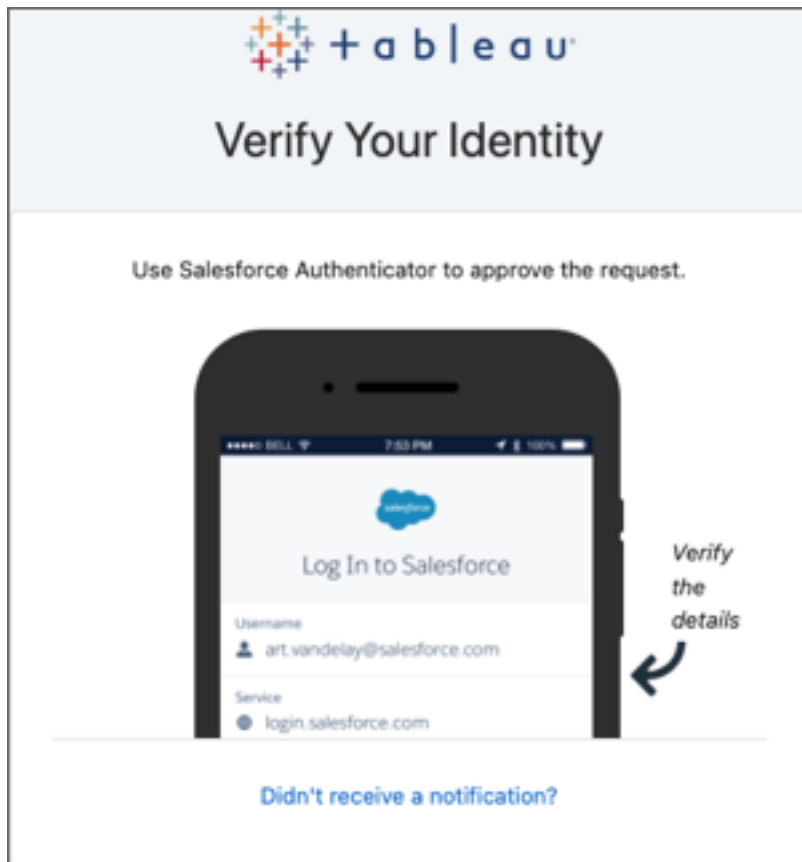 +ableau
Verify Your Identity
Use Salesforce Authenticator to approve the request.
BELL 7:53 PM 100%
salesforce
Log In to Salesforce
Verify
the
details
Username
art.vandelay@salesforce.com
Service
login.salesforce.com
Didn't receive a notification?